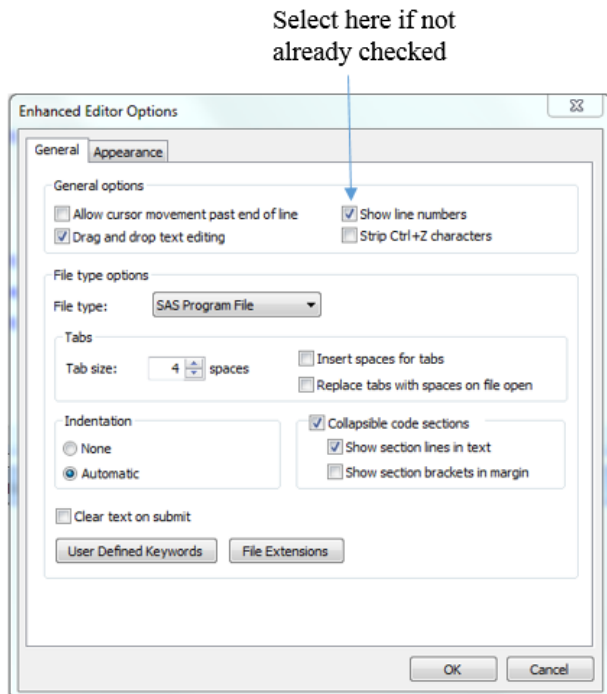 Select here if not
already checked
Enhanced Editor Options
General Appearance
General options
Allow cursor movement past end of line Show line numbers
Drag and drop text editing Strip Ctrl+Z characters
File type options
File type: SAS Program File
Tabs
Tab size: 4 spaces
Insert spaces for tabs
Replace tabs with spaces on file open
Indentation
None
Automatic
Collapsible code sections
Show section lines in text
Show section brackets in margin
Clear text on submit
User Defined Keywords File Extensions
OK Cancel